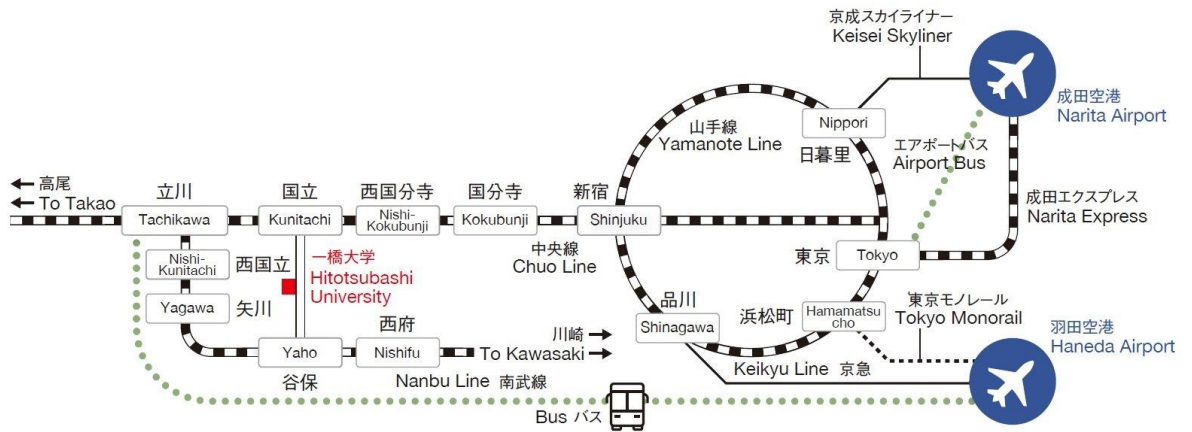 京成スカイライナー
Keisei Skyliner
成田空港
Narita Airport
Nippori
日暮里
山手線
Yamanote Line
エアポートバス
Airport Bus
成田エクスプレス
Narita Express
高尾
To Takao
立川
Tachikawa
国立
Kunitachi
西国分寺
Nishi-
Kokubunji
国分寺
Kokubunji
新宿
Shinjuku
中央線
Chuo Line
東京
Tokyo
Nishi-
Kunitachi
西国立
一橋大学
Hitotsubashi
University
Yagawa
矢川
Yaho
谷保
西府
Nishifu
川崎
To Kawasaki
Nanbu Line 南武線
品川
Shinagawa
浜松町
Hamamatsu
cho
東京モノレール
Tokyo Monorail
羽田空港
Haneda Airport
Keikyu Line 京急
Bus バス